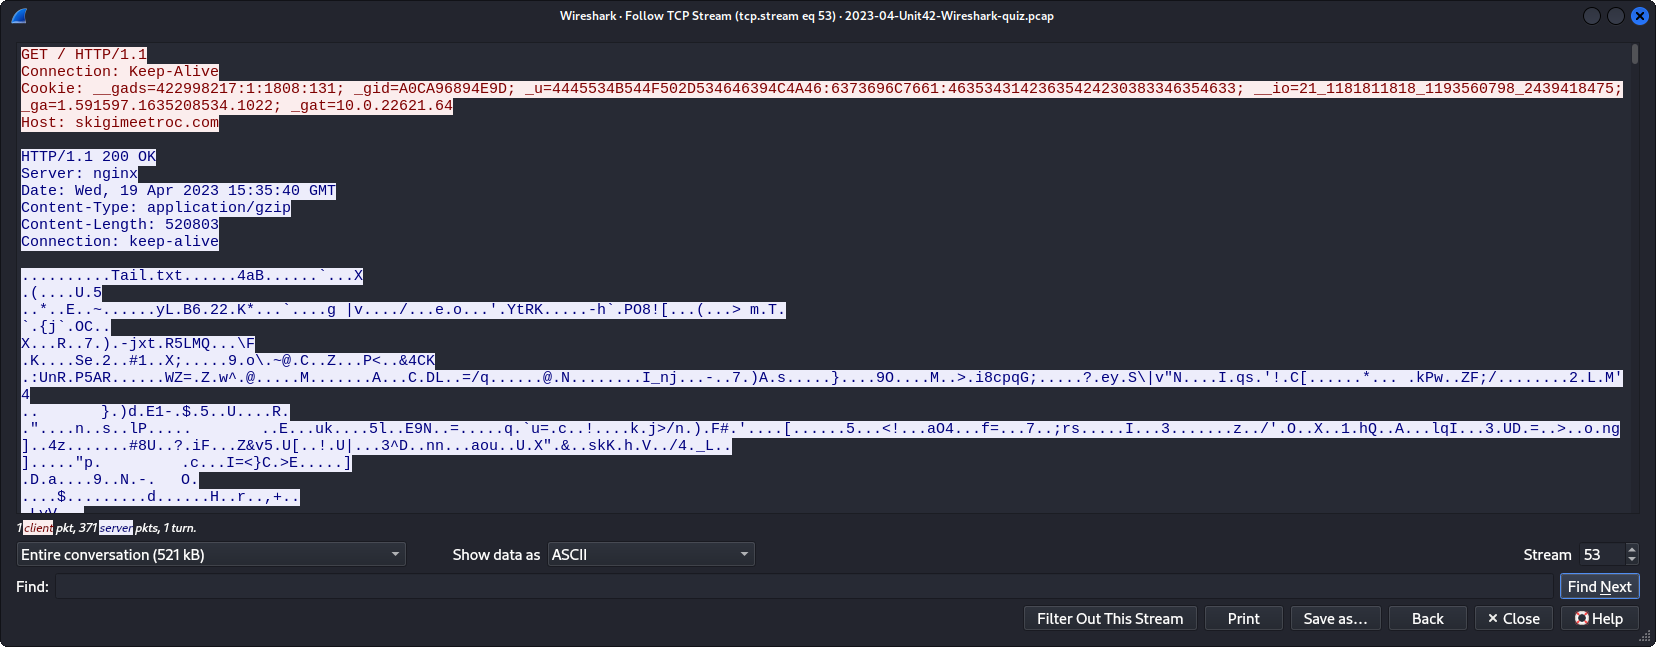 Wireshark · Follow TCP Stream (tcp.stream eq 53) · 2023-04-Unit42-Wireshark-quiz.pcap
GET / HTTP/1.1
Connection: Keep-Alive
Cookie: __gads=422998217:1:1808:131; _gid=A0CA96894E9D; _u=4445534B544F502D534646394C4A46:6373696C7661:46353431423635424230383346354633; __io=21_1181811818_1193560798_2439418475;
_ga=1.591597.1635208534.1022; _gat=10.0.22621.64
Host: skigimeetroc.com
HTTP/1.1 200 OK
Server: nginx
Date: Wed, 19 Apr 2023 15:35:40 GMT
Content-Type: application/gzip
Content-Length: 520803
Connection: keep-alive
..........Tail.txt......4aB......`...X
.(....U.5
..*..E..~......yL.B6.22.K*...`....g |v..../...e.o...'.YtRK.....-h`.PO8![...(...> m.T.
`.{j`.OC..
X...R..7.).-jxt.R5LMQ...\F
.K....Se.2..#1..X;.....9.o\.~@.C..Z...P<..&4CK
.:UnR.P5AR......WZ=.Z.w^.@.....M.......A...C.DL..=/q......@.N........I_nj...-..7.)A.s.....}....9O....M..>.i8cpqG;.....?.ey.S\|v"N....I.qs.'!.C[......*... .kPw..ZF;/........2.L.M'
4
.. }.)d.E1-.$.5..U....R.
."....n..s..lP..... ..E...uk....5l..E9N..=.....q.`u=.c..!....k.j>/n.).F#.'....[......5...<!...aO4...f=...7..;rs.....I...3.......z../'.O..X..1.hQ..A...lqI...3.UD.=..>..o.ng
]..4z.......#8U..?.iF...Z&v5.U[..!.U|...3^D..nn...aou..U.X".&..skK.h.V../4._L..
]....."p. .c...I=<}C.>E.....]
.D.a....9..N.-. O.
....$.........d......H..r..,+..
1 client pkt, 371 server pkts, 1 turn.
Entire conversation (521 kB) Show data as ASCII Stream 53
Find: Find Next
Filter Out This Stream Print Save as… Back × Close Help